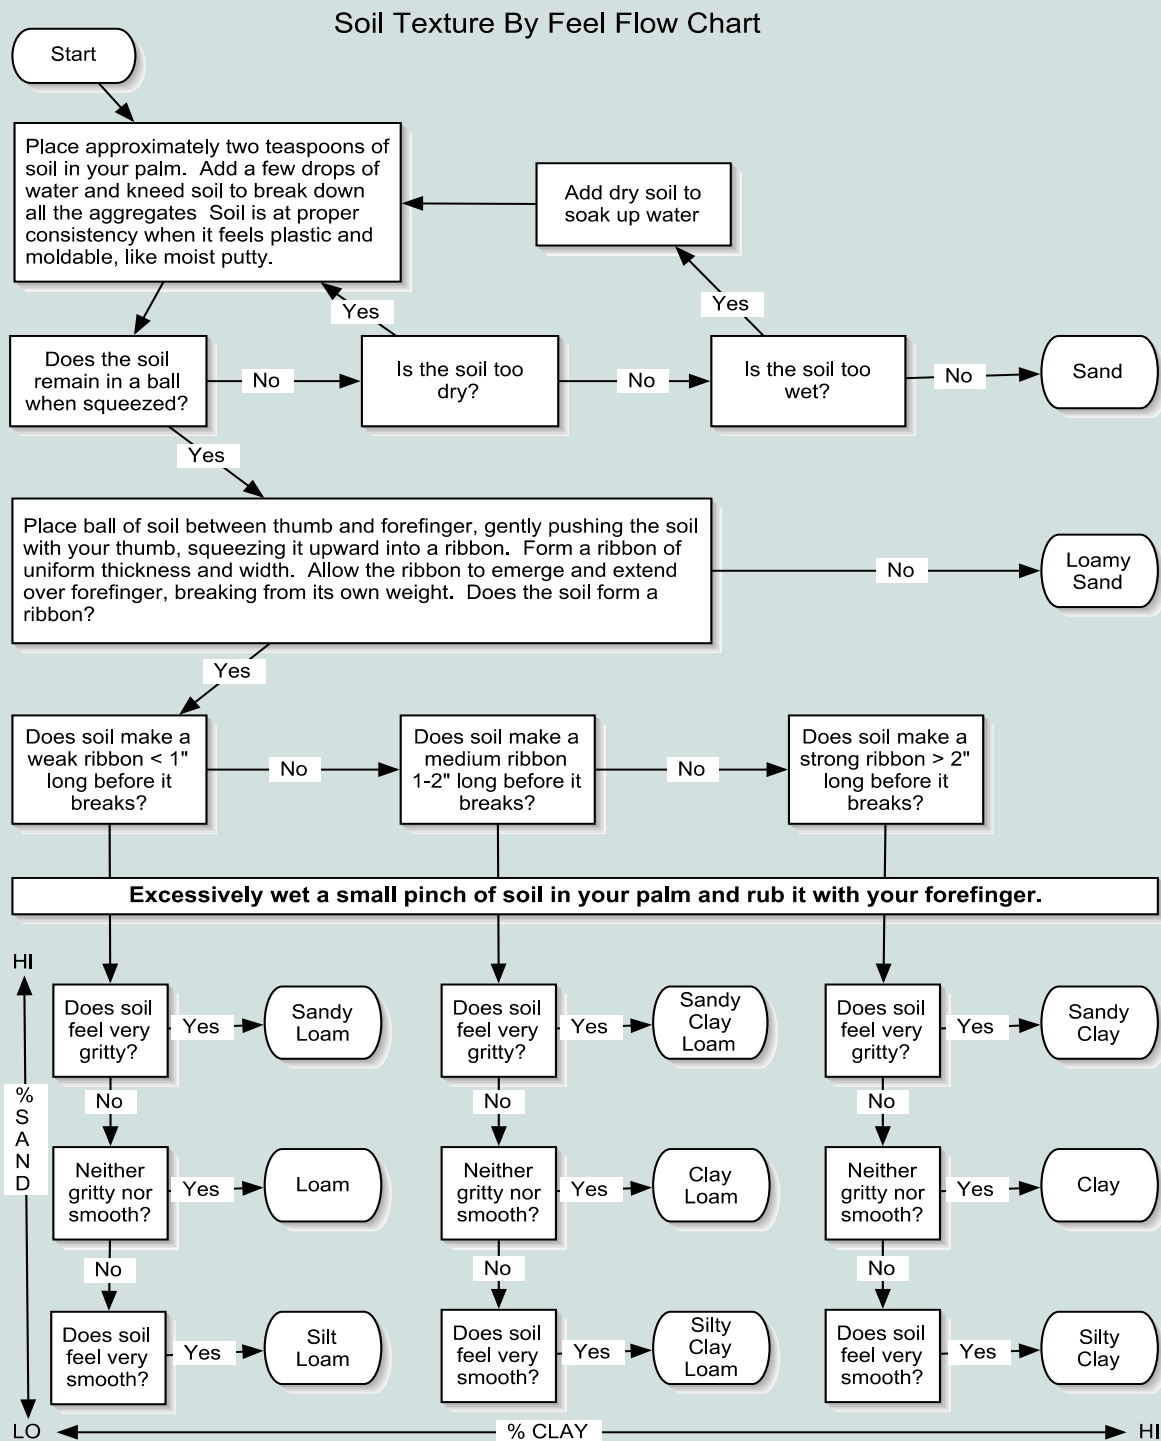 Soil Texture By Feel Flow Chart
Start
Place approximately two teaspoons of
soil in your palm. Add a few drops of
water and kneed soil to break down
all the aggregates Soil is at proper
consistency when it feels plastic and
moldable, like moist putty.
Add dry soil to
soak up water
Yes
Yes
Does the soil
remain in a ball
when squeezed?
No
Is the soil too
dry?
No
Is the soil too
wet?
No
Sand
Yes
Place ball of soil between thumb and forefinger, gently pushing the soil
with your thumb, squeezing it upward into a ribbon. Form a ribbon of
uniform thickness and width. Allow the ribbon to emerge and extend
over forefinger, breaking from its own weight. Does the soil form a
ribbon?
No
Loamy
Sand
Yes
Does soil make a
weak ribbon < 1"
long before it
breaks?
No
Does soil make a
medium ribbon
1-2" long before it
breaks?
No
Does soil make a
strong ribbon > 2"
long before it
breaks?
Excessively wet a small pinch of soil in your palm and rub it with your forefinger.
HI
% SAND
Does soil
feel very
gritty?
Yes
Sandy
Loam
Does soil
feel very
gritty?
Yes
Sandy
Clay
Loam
Does soil
feel very
gritty?
Yes
Sandy
Clay
No
No
No
Neither
gritty nor
smooth?
Yes
Loam
Neither
gritty nor
smooth?
Yes
Clay
Loam
Neither
gritty nor
smooth?
Yes
Clay
No
No
No
Does soil
feel very
smooth?
Yes
Silt
Loam
Does soil
feel very
smooth?
Yes
Silty
Clay
Loam
Does soil
feel very
smooth?
Yes
Silty
Clay
LO
% CLAY
HI